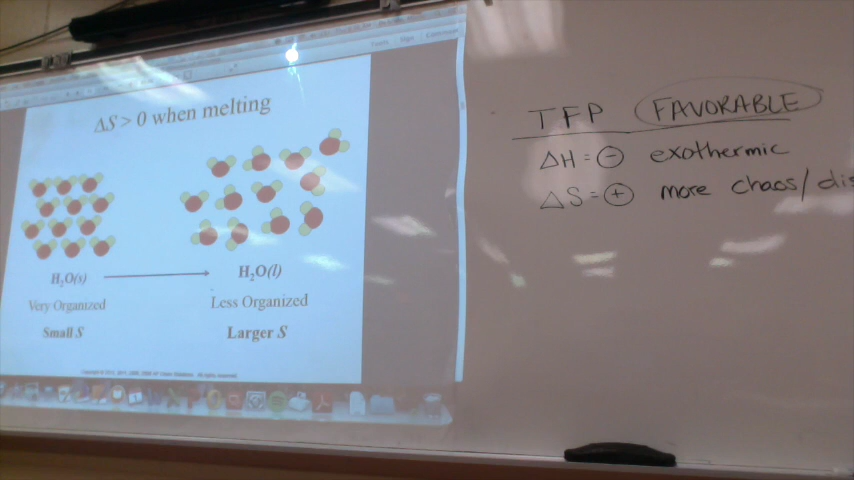 ΔS > 0 when melting
H₂O(s)
H₂O(l)
Very Organized
Less Organized
Small S
Larger S
TFP FAVORABLE
ΔH = ⊖ exothermic
ΔS = ⊕ more chaos/dis